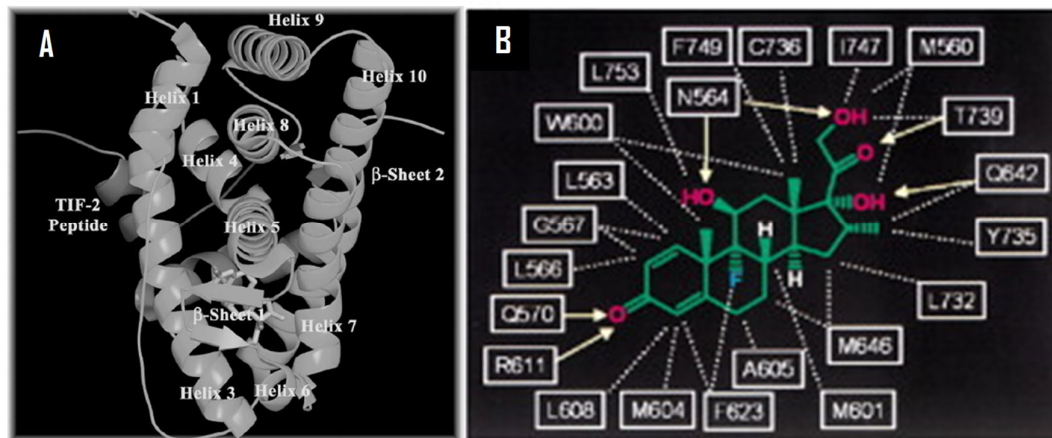 A
Helix 9
Helix 10
Helix 1
Helix 8
Helix 4
β-Sheet 2
TIF-2
Peptide
Helix 5
β-Sheet 1
Helix 7
Helix 3
Helix 6
B
F749
C736
I747
M560
L753
N564
OH
T739
W600
O
Q642
L563
HO
OH
G567
H
Y735
L566
F
H
L732
Q570
O
M646
R611
A605
L608
M604
F623
M601